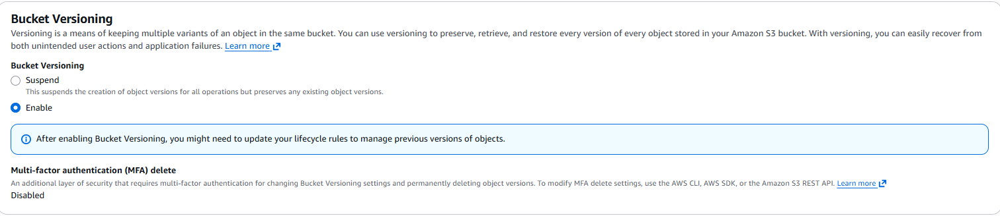 Bucket Versioning
Versioning is a means of keeping multiple variants of an object in the same bucket. You can use versioning to preserve, retrieve, and restore every version of every object stored in your Amazon S3 bucket. With versioning, you can easily recover from
both unintended user actions and application failures. Learn more
Bucket Versioning
Suspend
This suspends the creation of object versions for all operations but preserves any existing object versions.
Enable
After enabling Bucket Versioning, you might need to update your lifecycle rules to manage previous versions of objects.
Multi-factor authentication (MFA) delete
An additional layer of security that requires multi-factor authentication for changing Bucket Versioning settings and permanently deleting object versions. To modify MFA delete settings, use the AWS CLI, AWS SDK, or the Amazon S3 REST API. Learn more
Disabled